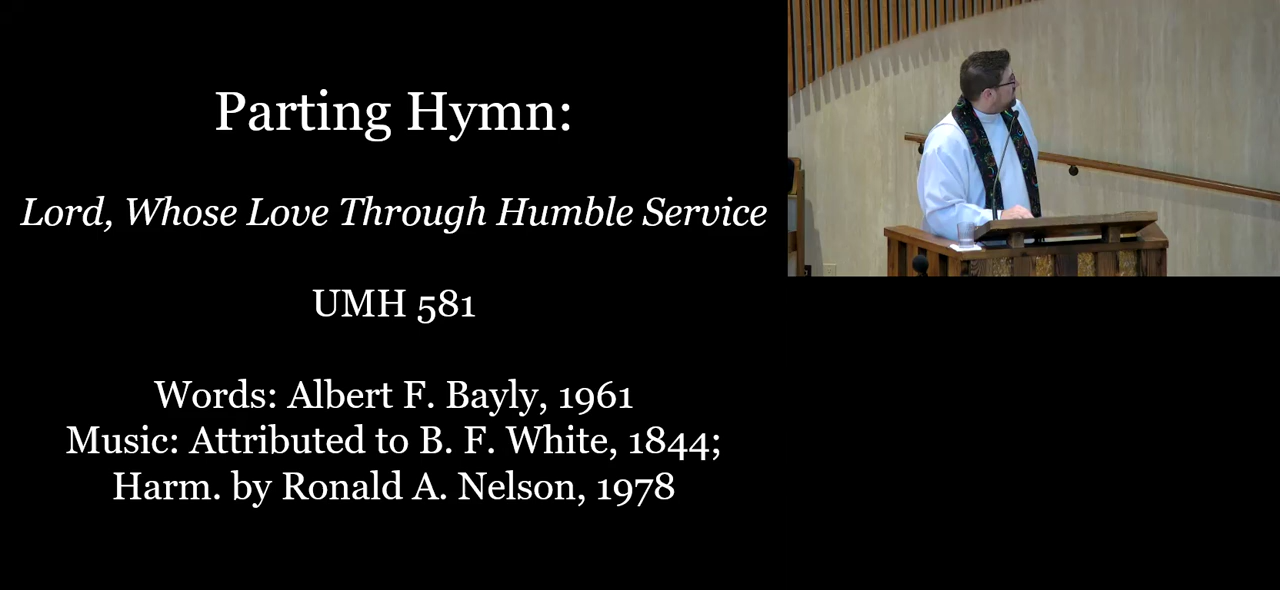 Parting Hymn:
Lord, Whose Love Through Humble Service
UMH 581
Words: Albert F. Bayly, 1961
Music: Attributed to B. F. White, 1844;
Harm. by Ronald A. Nelson, 1978